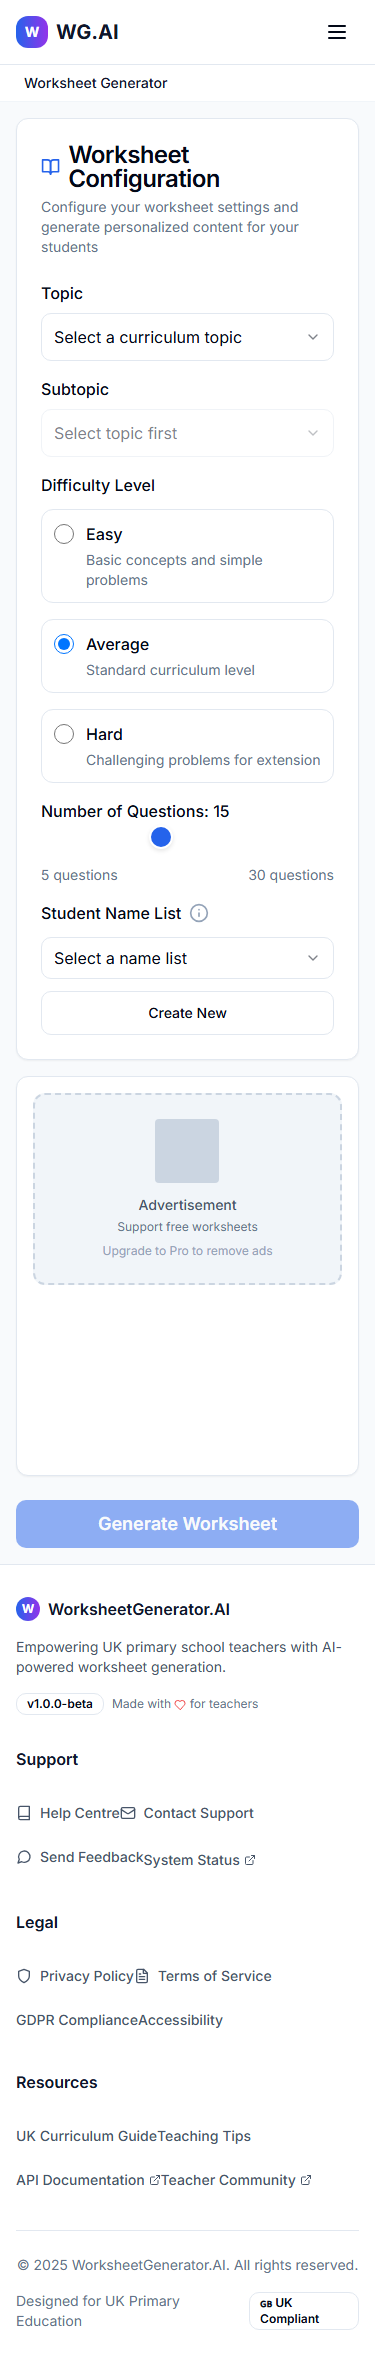 W WG.AI
Worksheet Generator
Worksheet
Configuration
Configure your worksheet settings and
generate personalized content for your
students
Topic
Select a curriculum topic
Subtopic
Select topic first
Difficulty Level
Easy
Basic concepts and simple
problems
Average
Standard curriculum level
Hard
Challenging problems for extension
Number of Questions: 15
5 questions 30 questions
Student Name List
Select a name list
Create New
Advertisement
Support free worksheets
Upgrade to Pro to remove ads
Generate Worksheet
W WorksheetGenerator.AI
Empowering UK primary school teachers with AI-
powered worksheet generation.
v1.0.0-beta Made with ♡ for teachers
Support
Help Centre Contact Support
Send Feedback System Status
Legal
Privacy Policy Terms of Service
GDPR Compliance Accessibility
Resources
UK Curriculum Guide Teaching Tips
API Documentation Teacher Community
© 2025 WorksheetGenerator.AI. All rights reserved.
Designed for UK Primary
Education
GB UK
Compliant